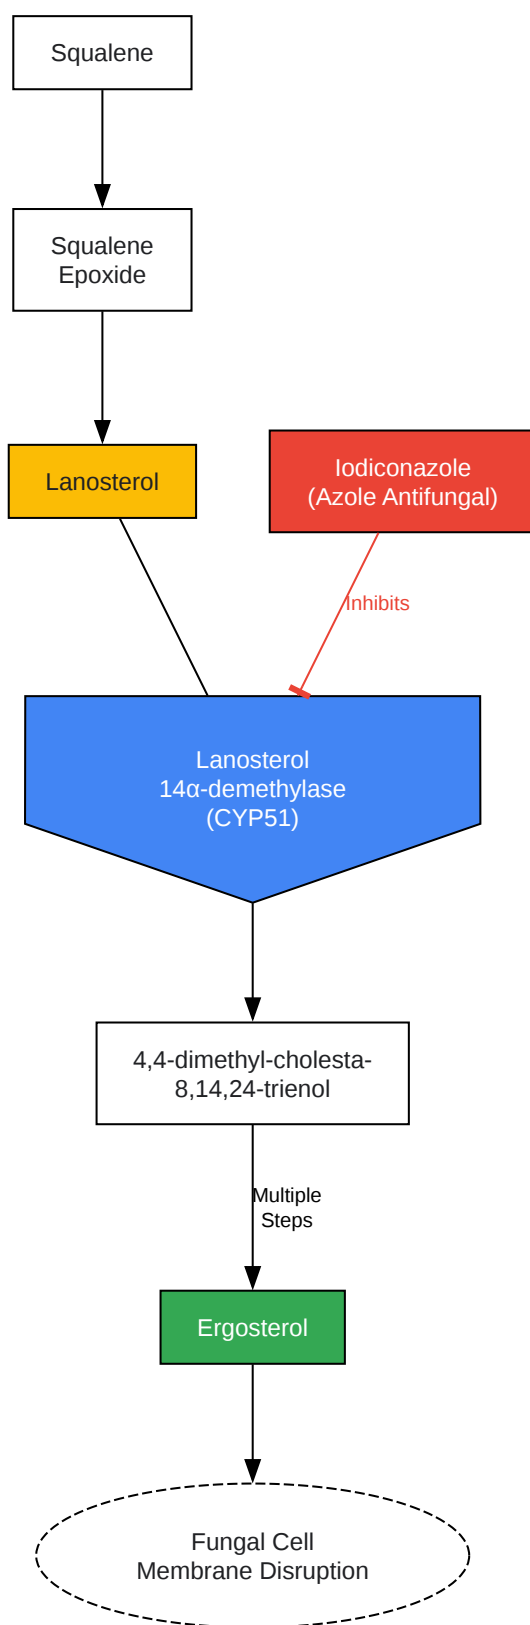 Squalene
Squalene
Epoxide
Lanosterol
Iodiconazole
(Azole Antifungal)
Inhibits
Lanosterol
14α-demethylase
(CYP51)
4,4-dimethyl-cholesta-
8,14,24-trienol
Multiple
Steps
Ergosterol
Fungal Cell
Membrane Disruption